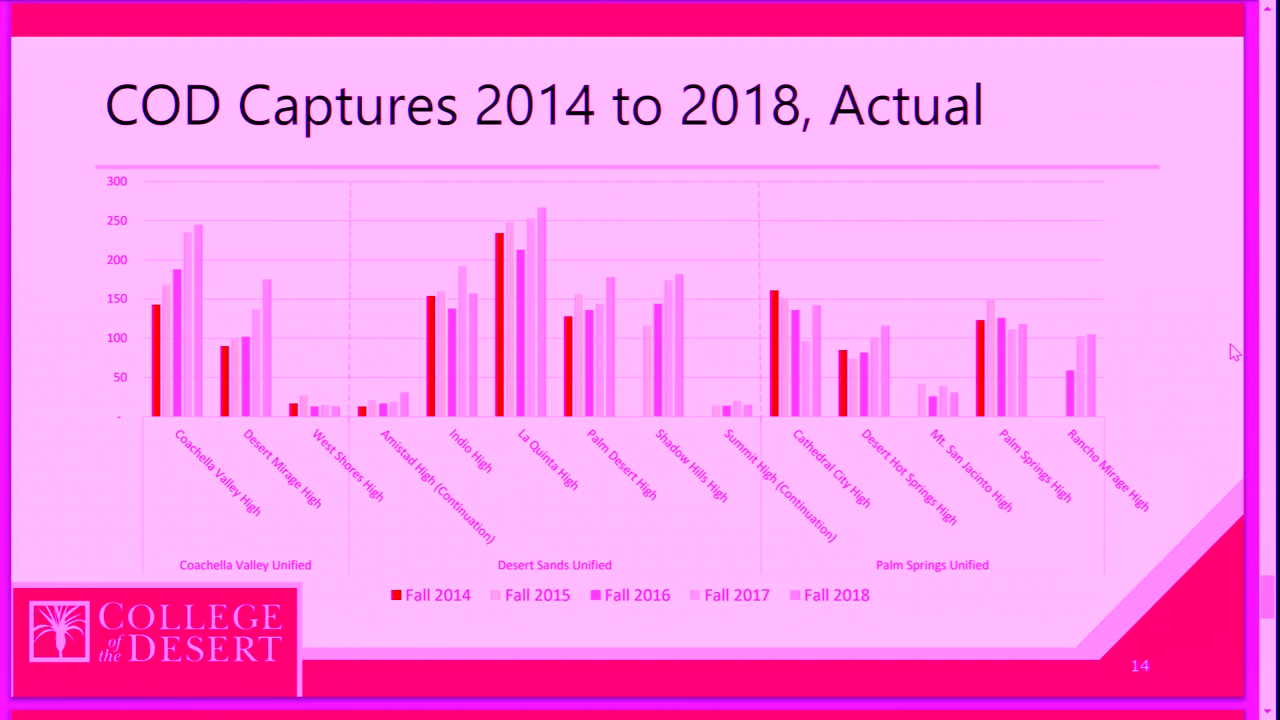 COD Captures 2014 to 2018, Actual
300
250
200
150
100
50
-
Coachella Valley High
Desert Mirage High
West Shores High
Amistad High (Continuation)
Indio High
La Quinta High
Palm Desert High
Shadow Hills High
Summit High (Continuation)
Cathedral City High
Desert Hot Springs High
Mt. San Jacinto High
Palm Springs High
Rancho Mirage High
Coachella Valley Unified
Desert Sands Unified
Palm Springs Unified
Fall 2014 Fall 2015 Fall 2016 Fall 2017 Fall 2018
COLLEGE
of
the DESERT
14